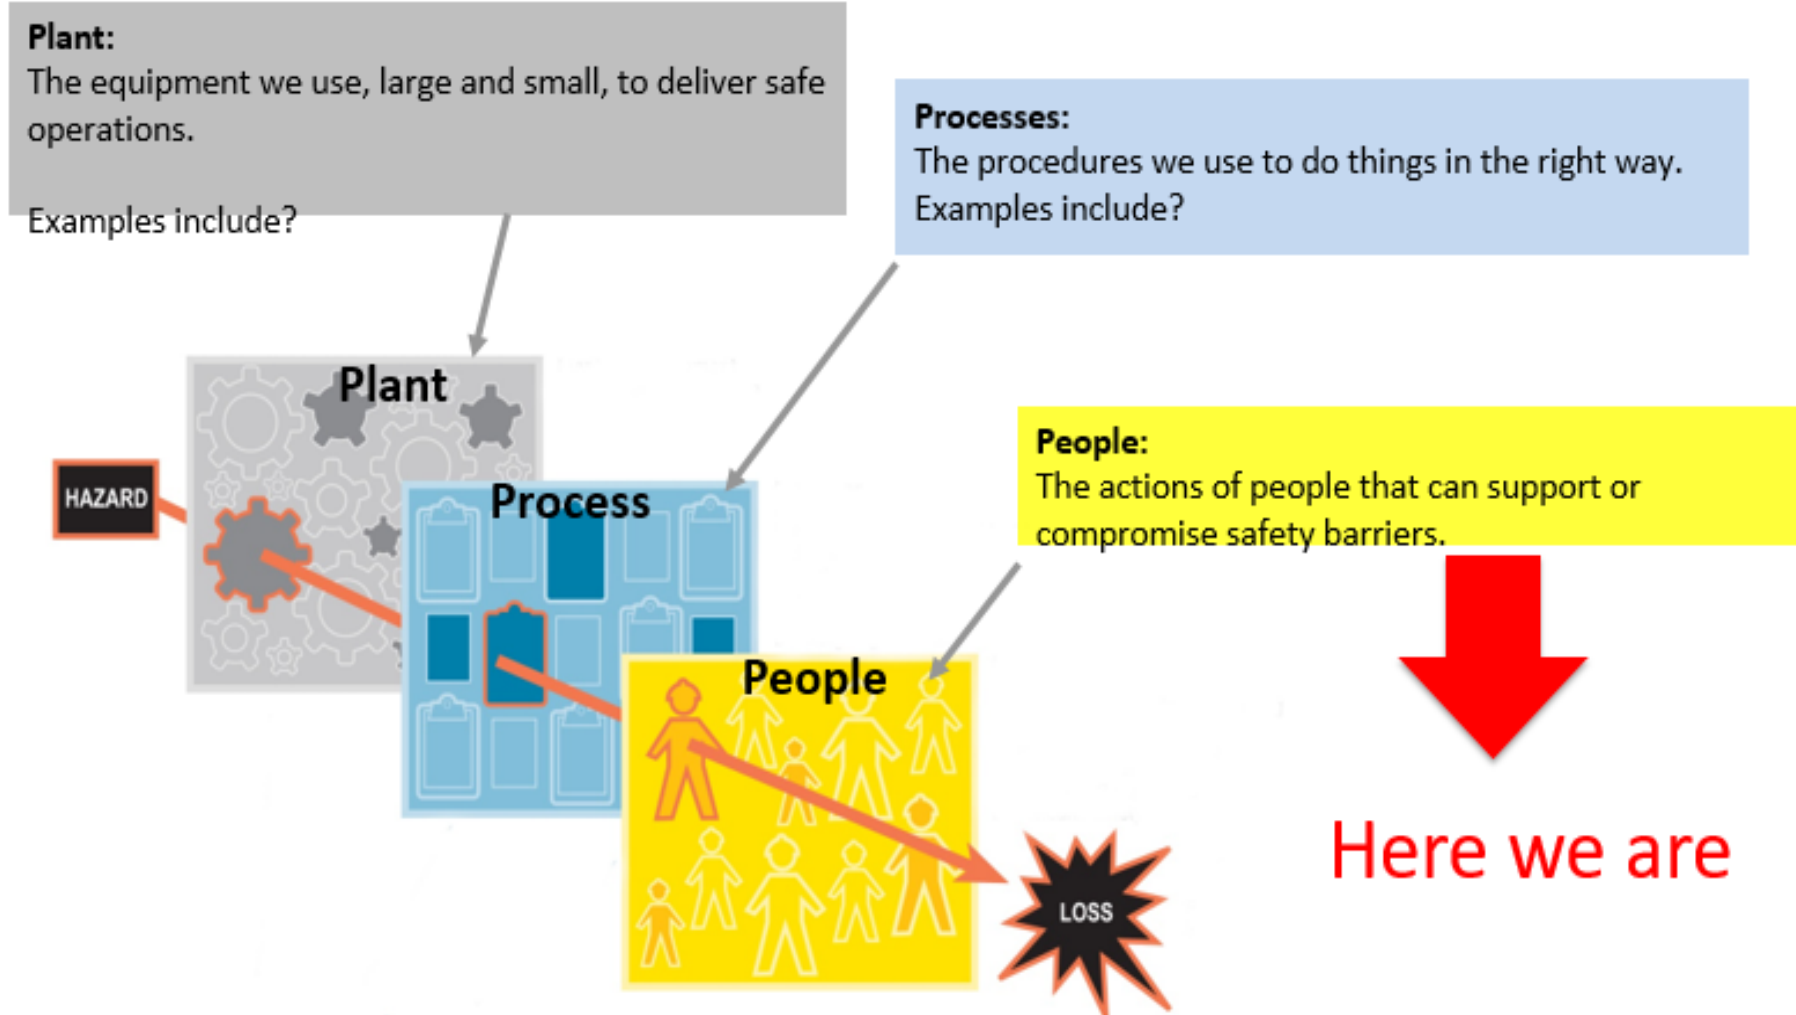 Plant:
The equipment we use, large and small, to deliver safe
operations.
Examples include?
Processes:
The procedures we use to do things in the right way.
Examples include?
People:
The actions of people that can support or
compromise safety barriers.
Plant
HAZARD
Process
People
Here we are
LOSS